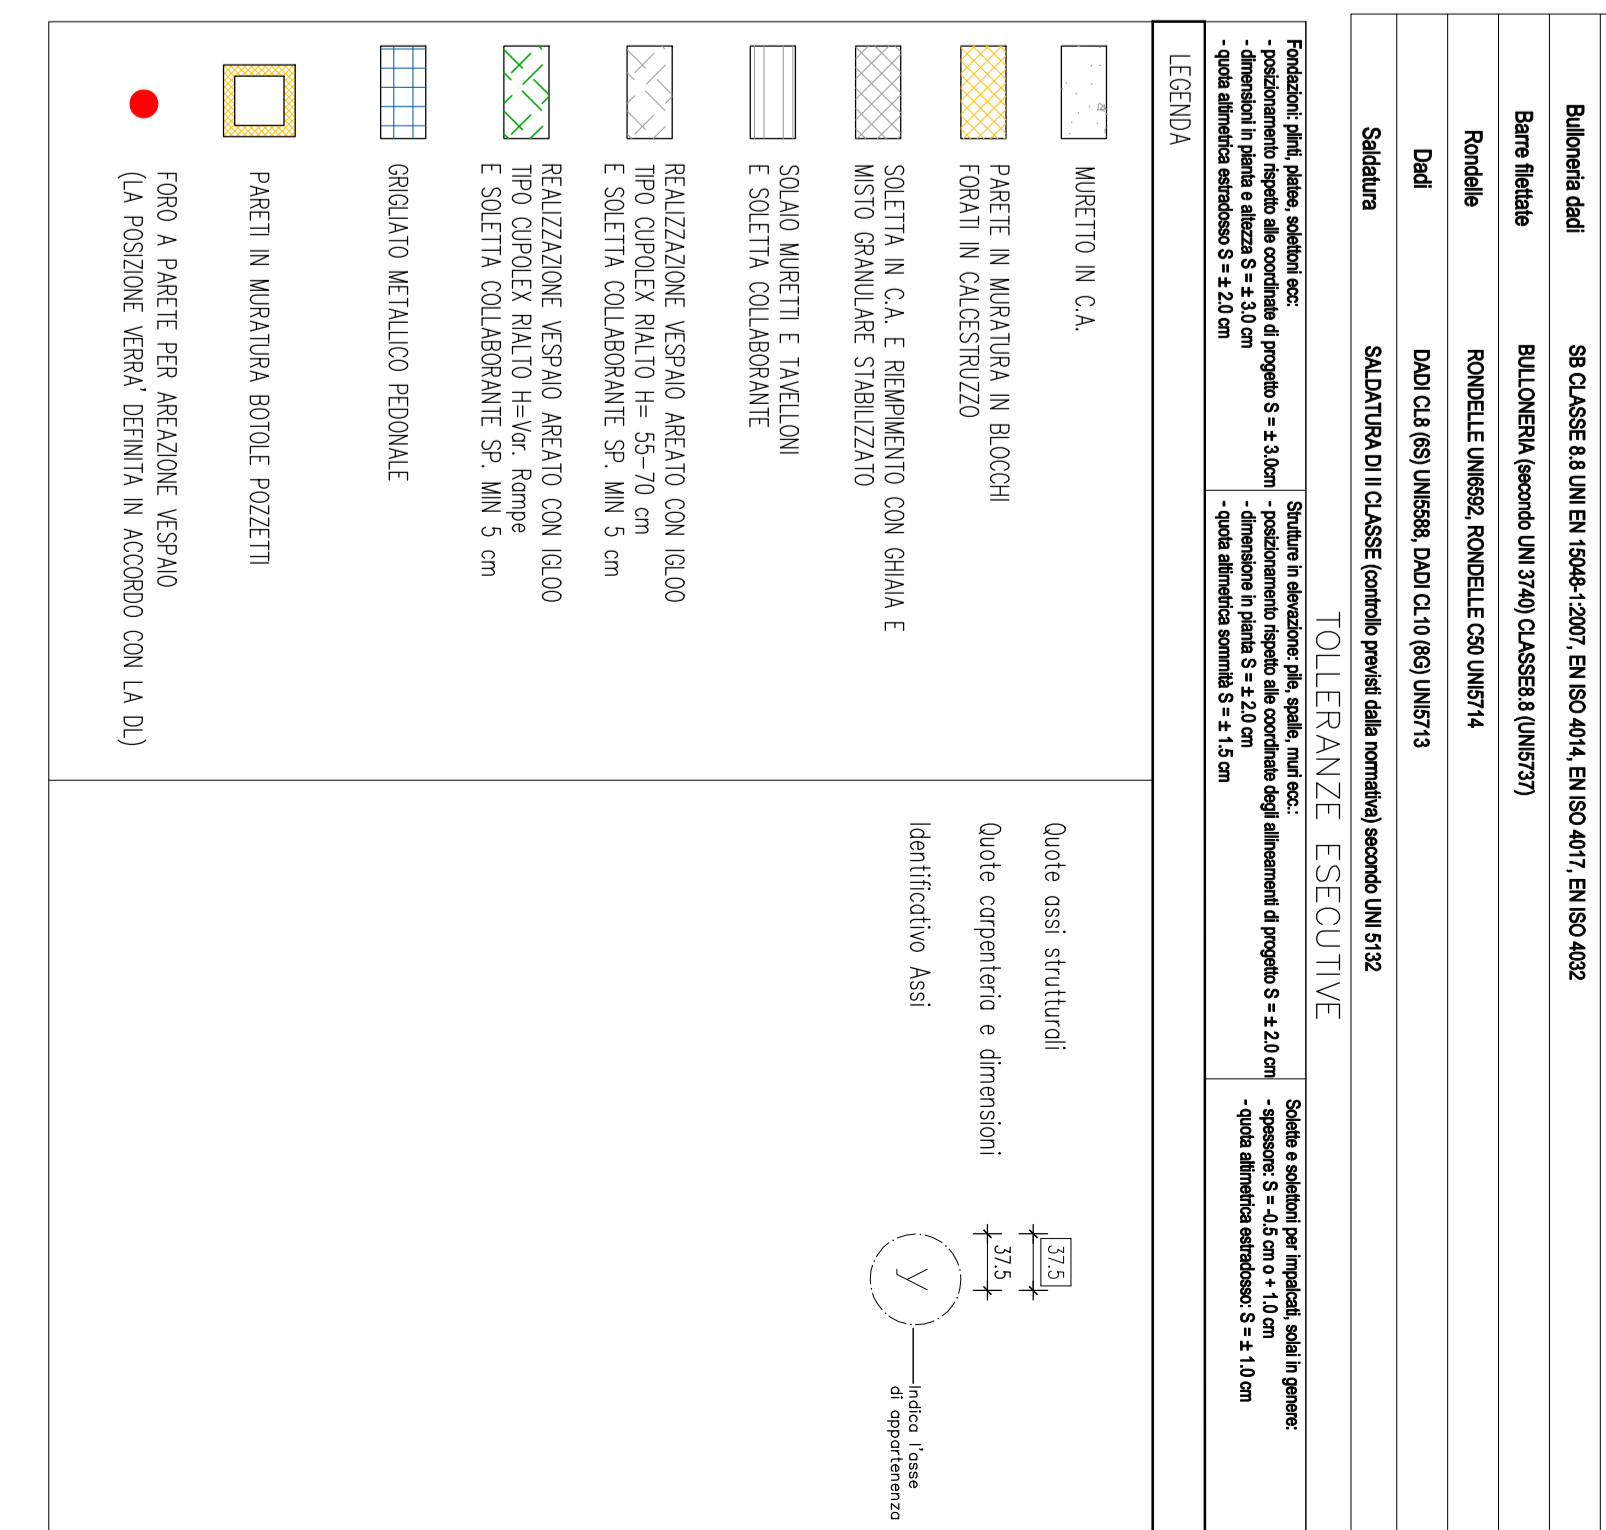 Bulloneria dadi SB CLASSE 8.8 UNI EN 15048-1:2007, EN ISO 4014, EN ISO 4017, EN ISO 4032
Barre filettate BULLONERIA (secondo UNI 3740) CLASSE8.8 (UNI5737)
Rondelle RONDELLE UNI6592, RONDELLE C50 UNI5714
Dadi DADI CL8 (6S) UNI5588, DADI CL10 (8G) UNI5713
Saldatura SALDATURA DI II CLASSE (controllo previsti dalla normativa) secondo UNI 5132
TOLLERANZE ESECUTIVE
Fondazioni: plinti, platee, solettoni ecc:
- posizionamento rispetto alle coordinate di progetto S = ± 3.0cm
- dimensioni in pianta e altezza S = ± 3.0 cm
- quota altimetrica estradosso S = ± 2.0 cm
Strutture in elevazione: pile, spalle, muri ecc.:
- posizionamento rispetto alle coordinate degli allineamenti di progetto S = ± 2.0 cm
- dimensione in pianta S = ± 2.0 cm
- quota altimetrica sommità S = ± 1.5 cm
Solette e solettoni per impalcati, solai in genere:
- spessore: S = -0.5 cm o + 1.0 cm
- quota altimetrica estradosso: S = ± 1.0 cm
LEGENDA
MURETTO IN C.A.
PARETE IN MURATURA IN BLOCCHI
FORATI IN CALCESTRUZZO
SOLETTA IN C.A. E RIEMPIMENTO CON GHIAIA E
MISTO GRANULARE STABILIZZATO
SOLAIO MURETTI E TAVELLONI
E SOLETTA COLLABORANTE
REALIZZAZIONE VESPAIO AREATO CON IGLOO
TIPO CUPOLEX RIALTO H= 55-70 cm
E SOLETTA COLLABORANTE SP. MIN 5 cm
REALIZZAZIONE VESPAIO AREATO CON IGLOO
TIPO CUPOLEX RIALTO H=Var. Rampe
E SOLETTA COLLABORANTE SP. MIN 5 cm
GRIGLIATO METALLICO PEDONALE
PARETI IN MURATURA BOTOLE POZZETTI
FORO A PARETE PER AREAZIONE VESPAIO
(LA POSIZIONE VERRA' DEFINITA IN ACCORDO CON LA DL)
Quote assi strutturali 37.5
Quote carpenteria e dimensioni 37.5
Identificativo Assi y
Indica l'asse
di appartenenza